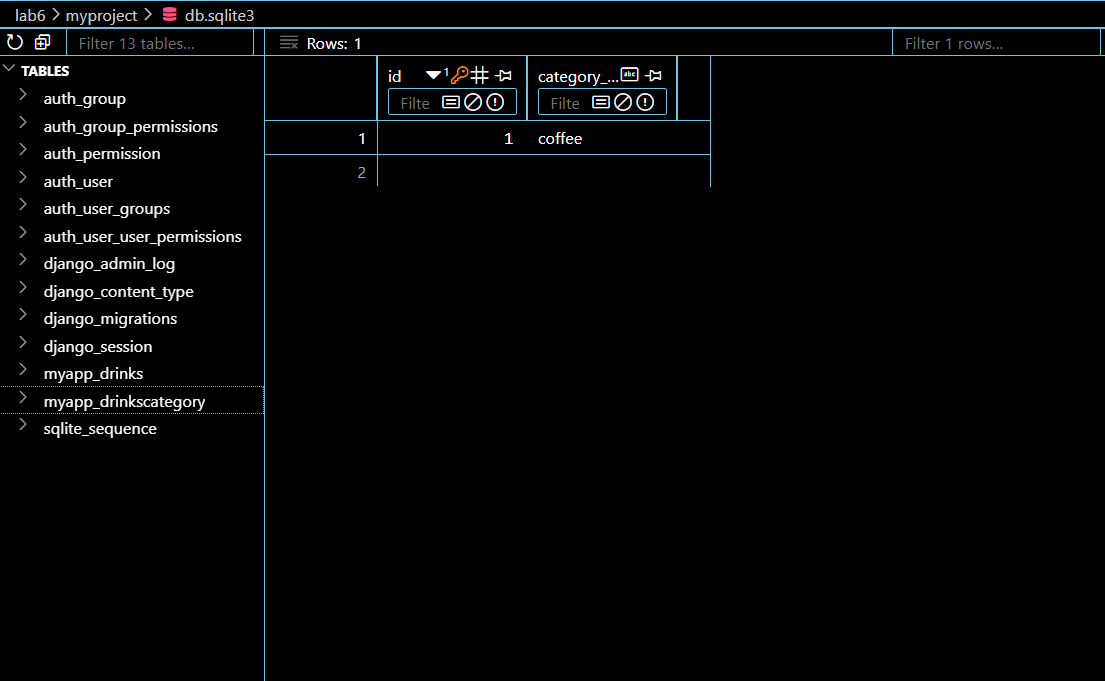 lab6 > myproject > db.sqlite3
Filter 13 tables... Rows: 1 Filter 1 rows...
TABLES
auth_group
auth_group_permissions
auth_permission
auth_user
auth_user_groups
auth_user_user_permissions
django_admin_log
django_content_type
django_migrations
django_session
myapp_drinks
myapp_drinkscategory
sqlite_sequence
id 1 category_... abc
Filte Filte
1 1 coffee
2